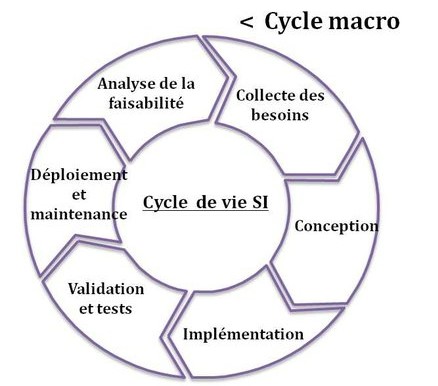 < Cycle macro
Analyse de la
faisabilité
Collecte des
besoins
Déploiement
et
maintenance
Cycle de vie SI
Conception
Validation
et tests
Implémentation